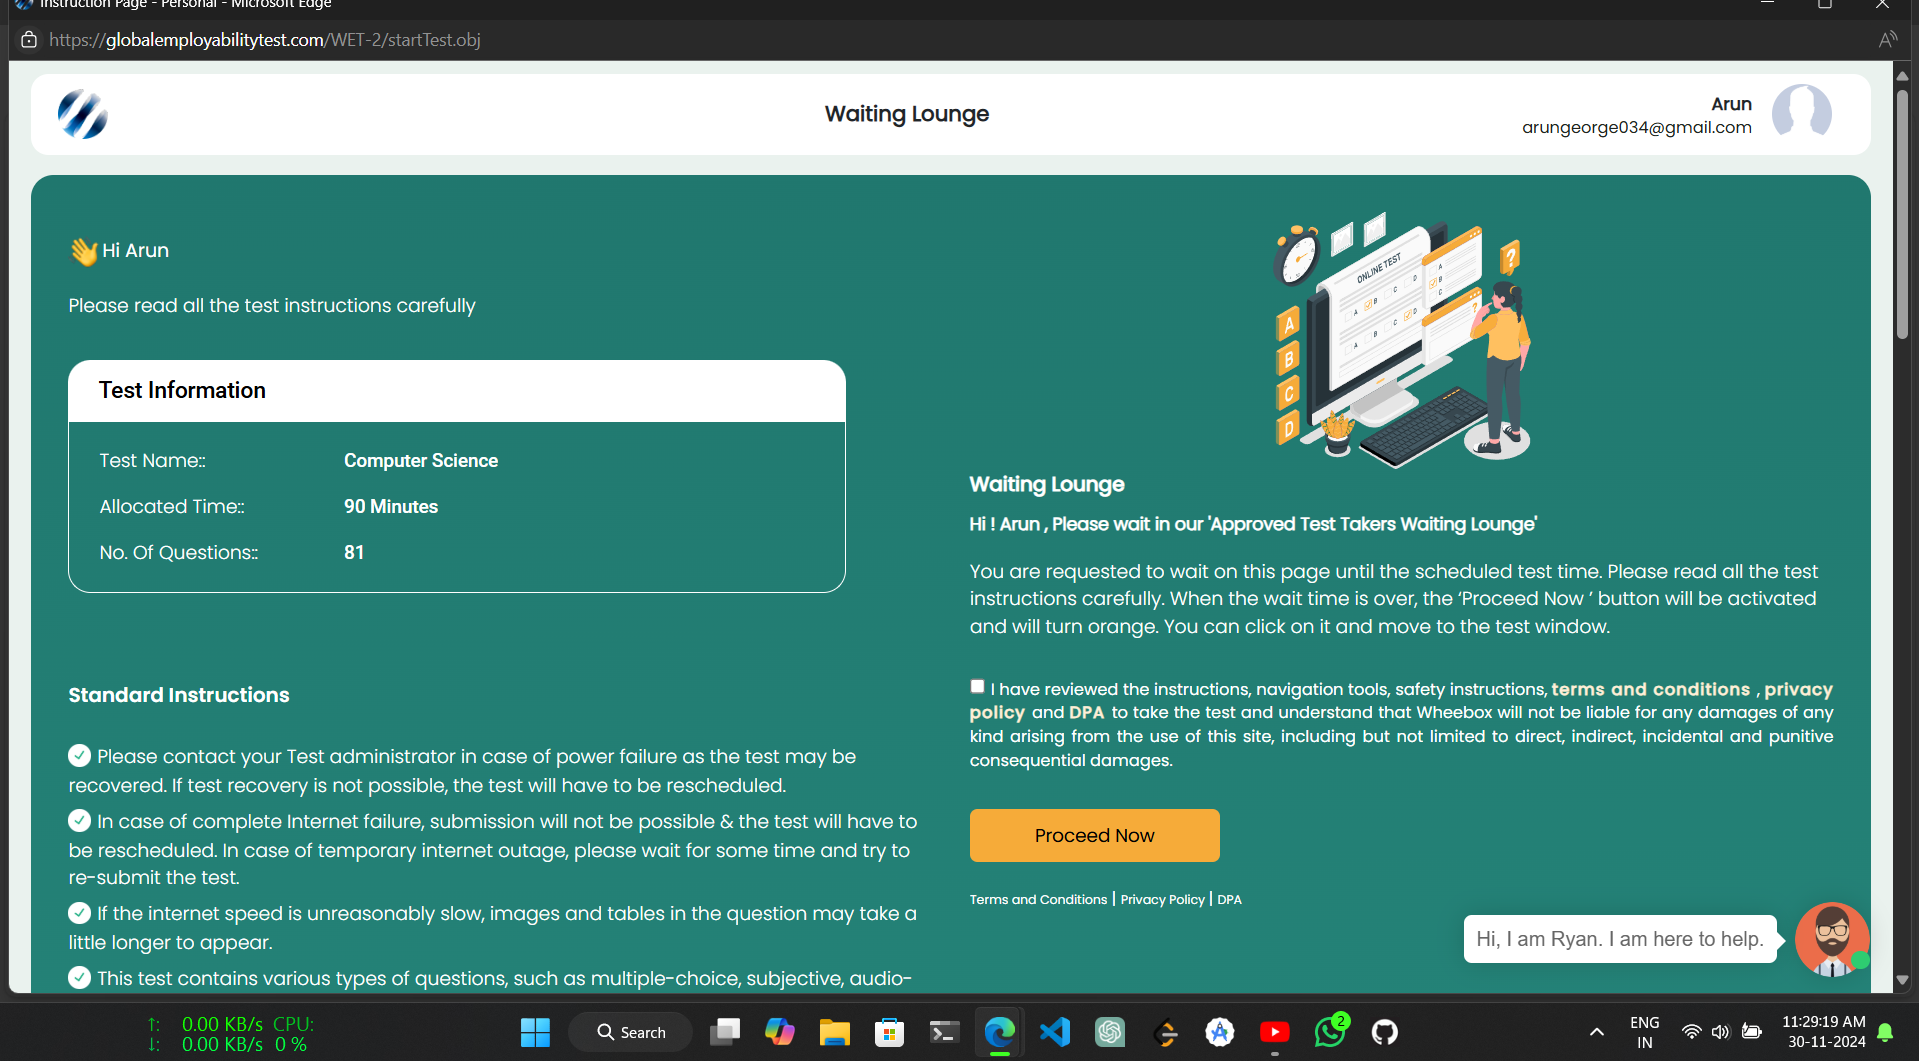 Instruction Page - Personal - Microsoft Edge
https://globalemployabilitytest.com/WET-2/startTest.obj
Waiting Lounge
Arun
arungeorge034@gmail.com
👋 Hi Arun
Please read all the test instructions carefully
Test Information
Test Name:: Computer Science
Allocated Time:: 90 Minutes
No. Of Questions:: 81
Standard Instructions
Please contact your Test administrator in case of power failure as the test may be
recovered. If test recovery is not possible, the test will have to be rescheduled.
In case of complete Internet failure, submission will not be possible & the test will have to
be rescheduled. In case of temporary internet outage, please wait for some time and try to
re-submit the test.
If the internet speed is unreasonably slow, images and tables in the question may take a
little longer to appear.
This test contains various types of questions, such as multiple-choice, subjective, audio-
ONLINE TEST
A B C D
A B C D
A
B
C
?
?
A
B
C
D
Waiting Lounge
Hi ! Arun , Please wait in our 'Approved Test Takers Waiting Lounge'
You are requested to wait on this page until the scheduled test time. Please read all the test
instructions carefully. When the wait time is over, the ‘Proceed Now ’ button will be activated
and will turn orange. You can click on it and move to the test window.
I have reviewed the instructions, navigation tools, safety instructions, terms and conditions , privacy
policy and DPA to take the test and understand that Wheebox will not be liable for any damages of any
kind arising from the use of this site, including but not limited to direct, indirect, incidental and punitive
consequential damages.
Proceed Now
Terms and Conditions | Privacy Policy | DPA
Hi, I am Ryan. I am here to help.
↑: 0.00 KB/s CPU:
↓: 0.00 KB/s 0 %
Search
2
ENG
IN
11:29:19 AM
30-11-2024